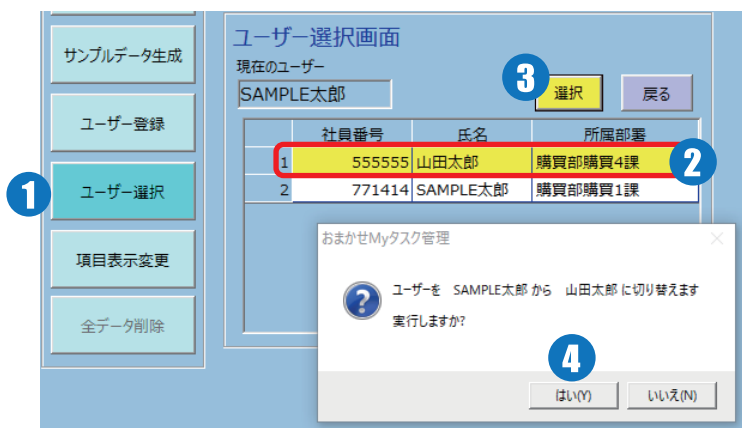 サンプルデータ生成
ユーザー登録
1
ユーザー選択
項目表示変更
全データ削除
ユーザー選択画面
現在のユーザー
SAMPLE太郎
3
選択
戻る
社員番号 氏名 所属部署
1 555555 山田太郎 購買部購買4課
2
2 771414 SAMPLE太郎 購買部購買1課
おまかせMyタスク管理
ユーザーを SAMPLE太郎 から 山田太郎 に切り替えます
実行しますか?
4
はい(Y)
いいえ(N)